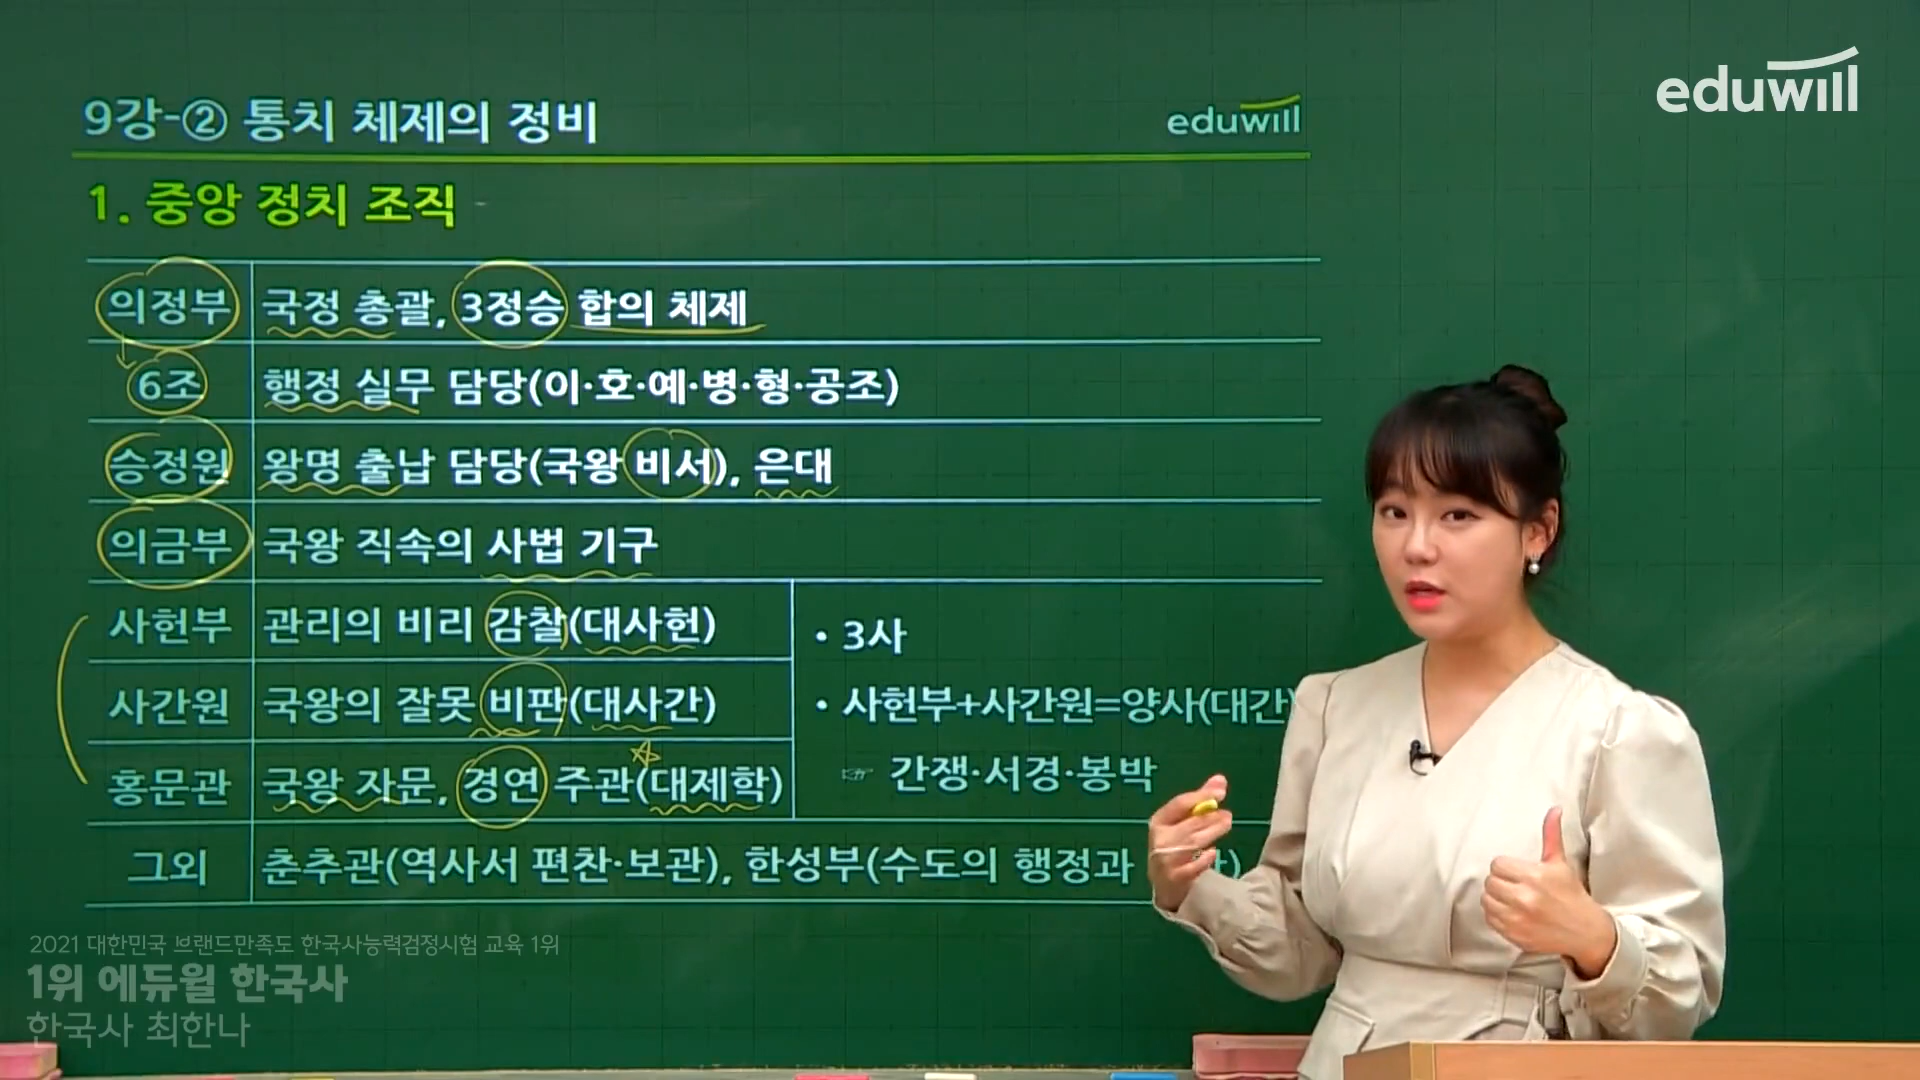 eduwill
9강-② 통치 체제의 정비
eduwill
1. 중앙 정치 조직
의정부 국정 총괄, 3정승 합의 체제
6조 행정 실무 담당(이·호·예·병·형·공조)
승정원 왕명 출납 담당(국왕 비서), 은대
의금부 국왕 직속의 사법 기구
사헌부 관리의 비리 감찰(대사헌)
사간원 국왕의 잘못 비판(대사간)
홍문관 국왕 자문, 경연 주관(대제학)
• 3사
• 사헌부+사간원=양사(대간)
☞ 간쟁·서경·봉박
그외 춘추관(역사서 편찬·보관), 한성부(수도의 행정과
2021 대한민국 브랜드만족도 한국사능력검정시험 교육 1위
1위 에듀윌 한국사
한국사 최한나